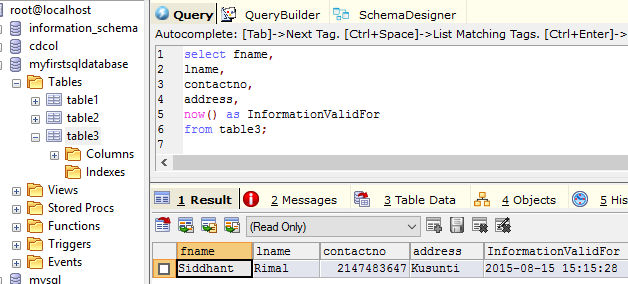 root@localhost
information_schema
cdcol
myfirstsqldatabase
Tables
table1
table2
table3
Columns
Indexes
Views
Stored Procs
Functions
Triggers
Events
mysql
Query QueryBuilder SchemaDesigner
Autocomplete: [Tab]->Next Tag. [Ctrl+Space]->List Matching Tags. [Ctrl+Enter]->
1 select fname,
2 lname,
3 contactno,
4 address,
5 now() as InformationValidFor
6 from table3;
7
1 Result 2 Messages 3 Table Data 4 Objects 5 His
(Read Only)
fname lname contactno address InformationValidFor
Siddhant Rimal 2147483647 Kusunti 2015-08-15 15:15:28